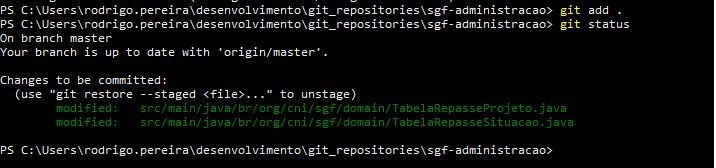 PS C:\Users\rodrigo.pereira\desenvolvimento\git_repositories\sgf-administracao> git add .
PS C:\Users\rodrigo.pereira\desenvolvimento\git_repositories\sgf-administracao> git status
On branch master
Your branch is up to date with 'origin/master'.
Changes to be committed:
(use "git restore --staged <file>..." to unstage)
modified: src/main/java/br/org/cni/sgf/domain/TabelaRepasseProjeto.java
modified: src/main/java/br/org/cni/sgf/domain/TabelaRepasseSituacao.java
PS C:\Users\rodrigo.pereira\desenvolvimento\git_repositories\sgf-administracao>